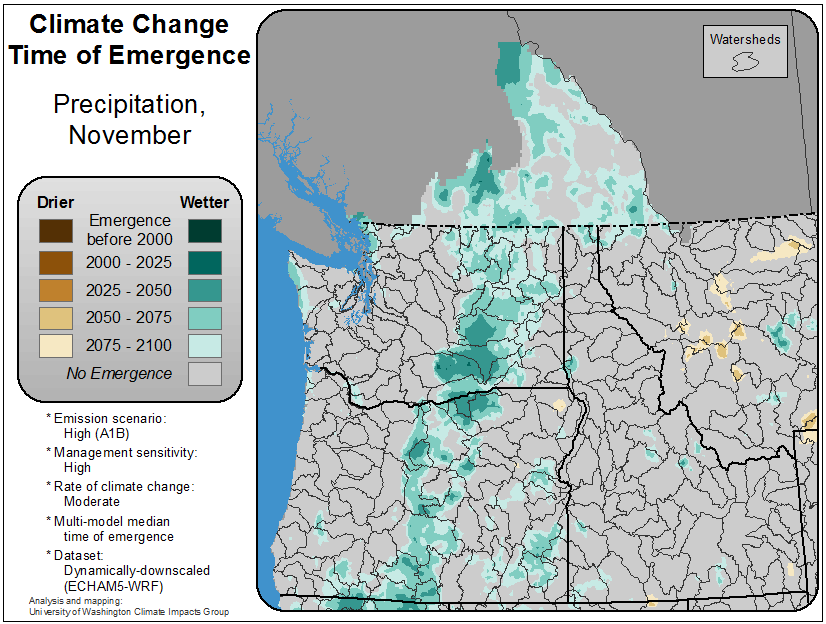 Climate Change
Time of Emergence
Precipitation,
November
Drier
Wetter
Emergence
before 2000
2000 - 2025
2025 - 2050
2050 - 2075
2075 - 2100
No Emergence
* Emission scenario:
High (A1B)
* Management sensitivity:
High
* Rate of climate change:
Moderate
* Multi-model median
time of emergence
* Dataset:
Dynamically-downscaled
(ECHAM5-WRF)
Analysis and mapping:
University of Washington Climate Impacts Group
Watersheds